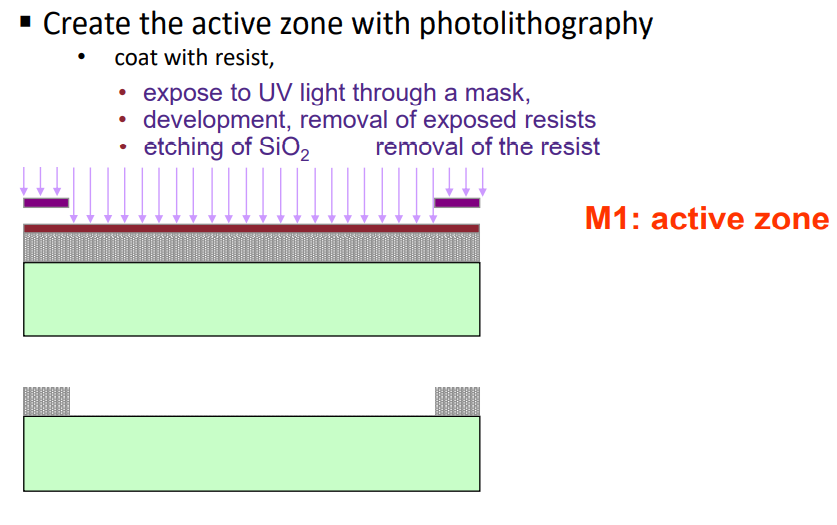 ▪ Create the active zone with photolithography
• coat with resist,
• expose to UV light through a mask,
• development, removal of exposed resists
• etching of SiO₂ removal of the resist
M1: active zone